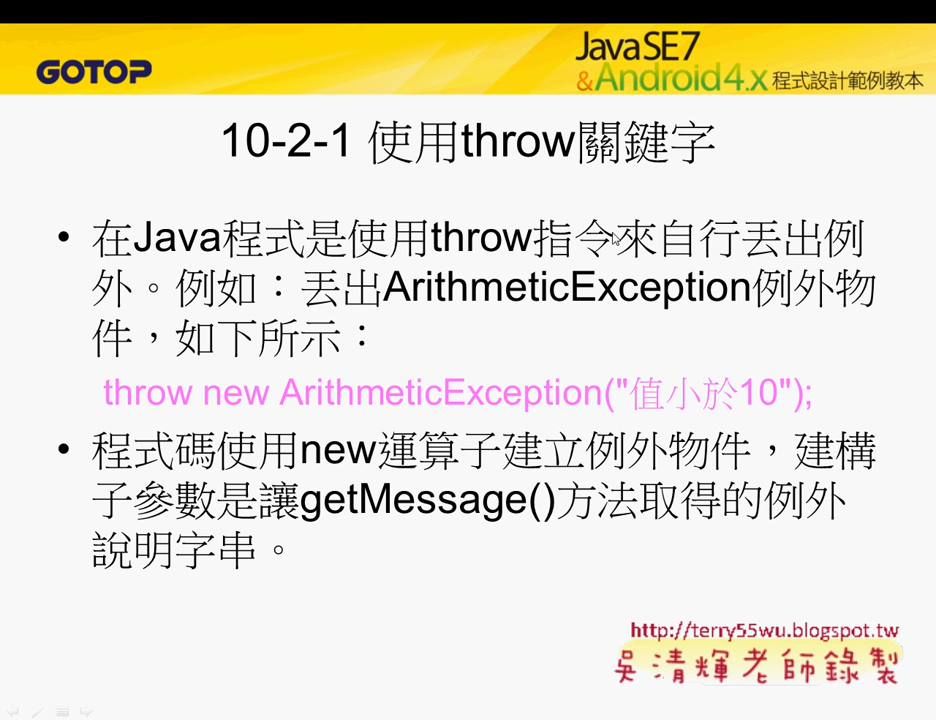 GOTOP
Java SE 7
&Android 4.x 程式設計範例教本
10-2-1 使用throw關鍵字
• 在Java程式是使用throw指令來自行丟出例
外。例如：丟出ArithmeticException例外物
件，如下所示：
throw new ArithmeticException("值小於10");
• 程式碼使用new運算子建立例外物件，建構
子參數是讓getMessage()方法取得的例外
說明字串。
http://terry55wu.blogspot.tw
吳清輝老師錄製